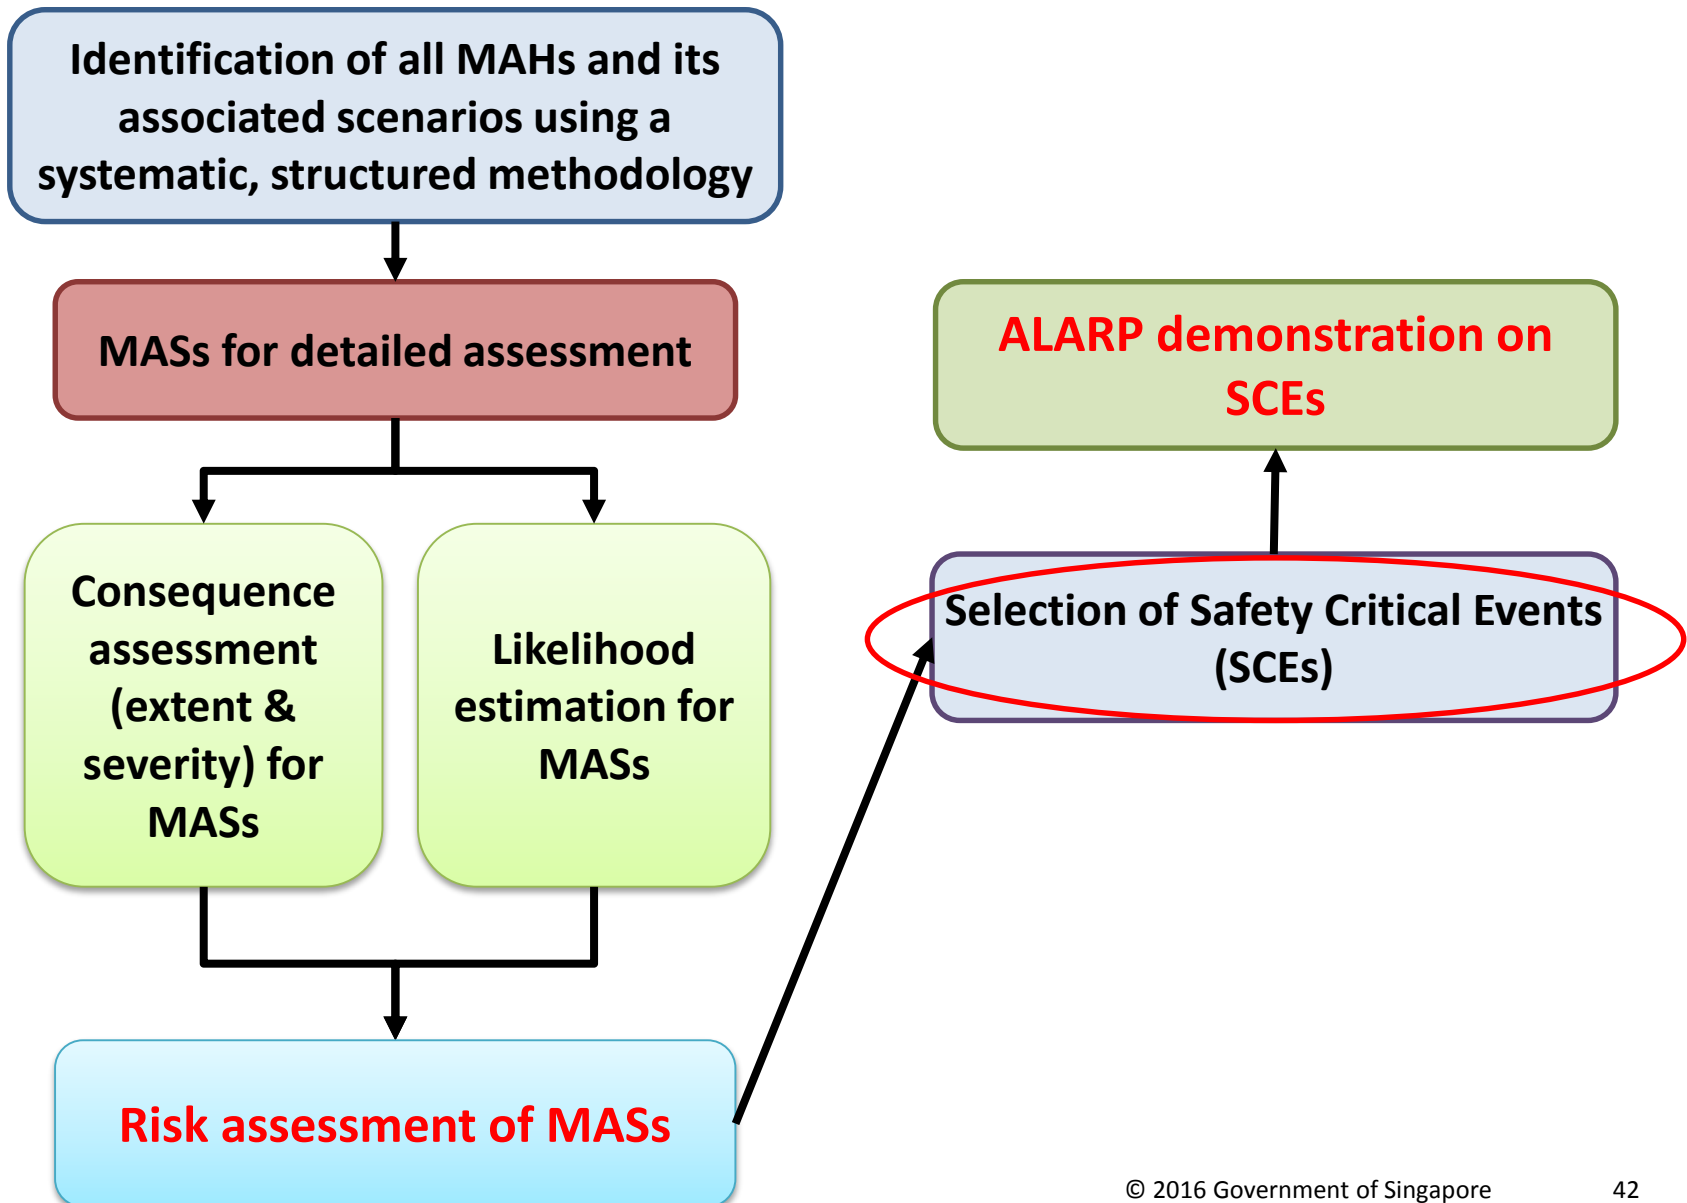 Identification of all MAHs and its
associated scenarios using a
systematic, structured methodology
MASs for detailed assessment
Consequence
assessment
(extent &
severity) for
MASs
Likelihood
estimation for
MASs
Risk assessment of MASs
ALARP demonstration on
SCEs
Selection of Safety Critical Events
(SCEs)
© 2016 Government of Singapore
42